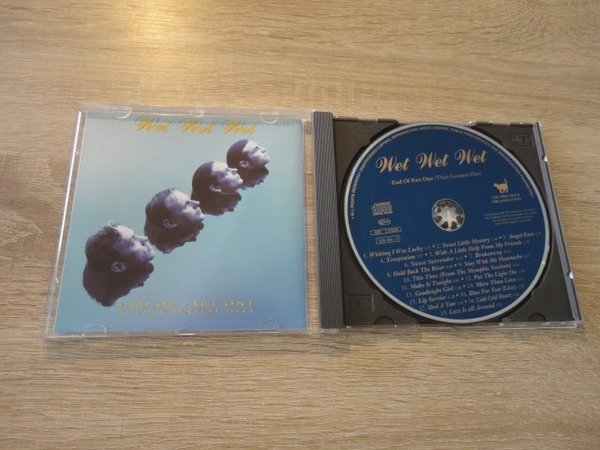 Wet Wet Wet
END OF PART ONE
THEIR GREATEST HITS
Wet Wet Wet
End Of Part One (Their Greatest Hits)
THE PRECIOUS
ORGANISATION
1. Wishing I Was Lucky • 2. Sweet Little Mystery • 3. Angel Eyes
4. Temptation • 5. With A Little Help From My Friends
6. Sweet Surrender • 7. Brokenaway
8. Hold Back The River • 9. Stay With Me Heartache
10. This Time (From The Memphis Sessions)
11. Make It Tonight • 12. Put The Light On
13. Goodnight Girl • 14. More Than Love
15. Lip Service • 16. Blue For You (Live)
17. Shed A Tear • 18. Cold Cold Heart
19. Love Is all Around